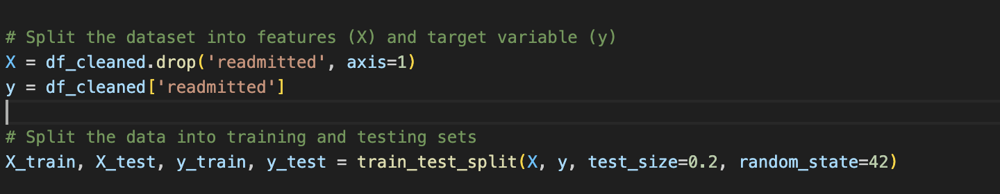 # Split the dataset into features (X) and target variable (y)
X = df_cleaned.drop('readmitted', axis=1)
y = df_cleaned['readmitted']
# Split the data into training and testing sets
X_train, X_test, y_train, y_test = train_test_split(X, y, test_size=0.2, random_state=42)